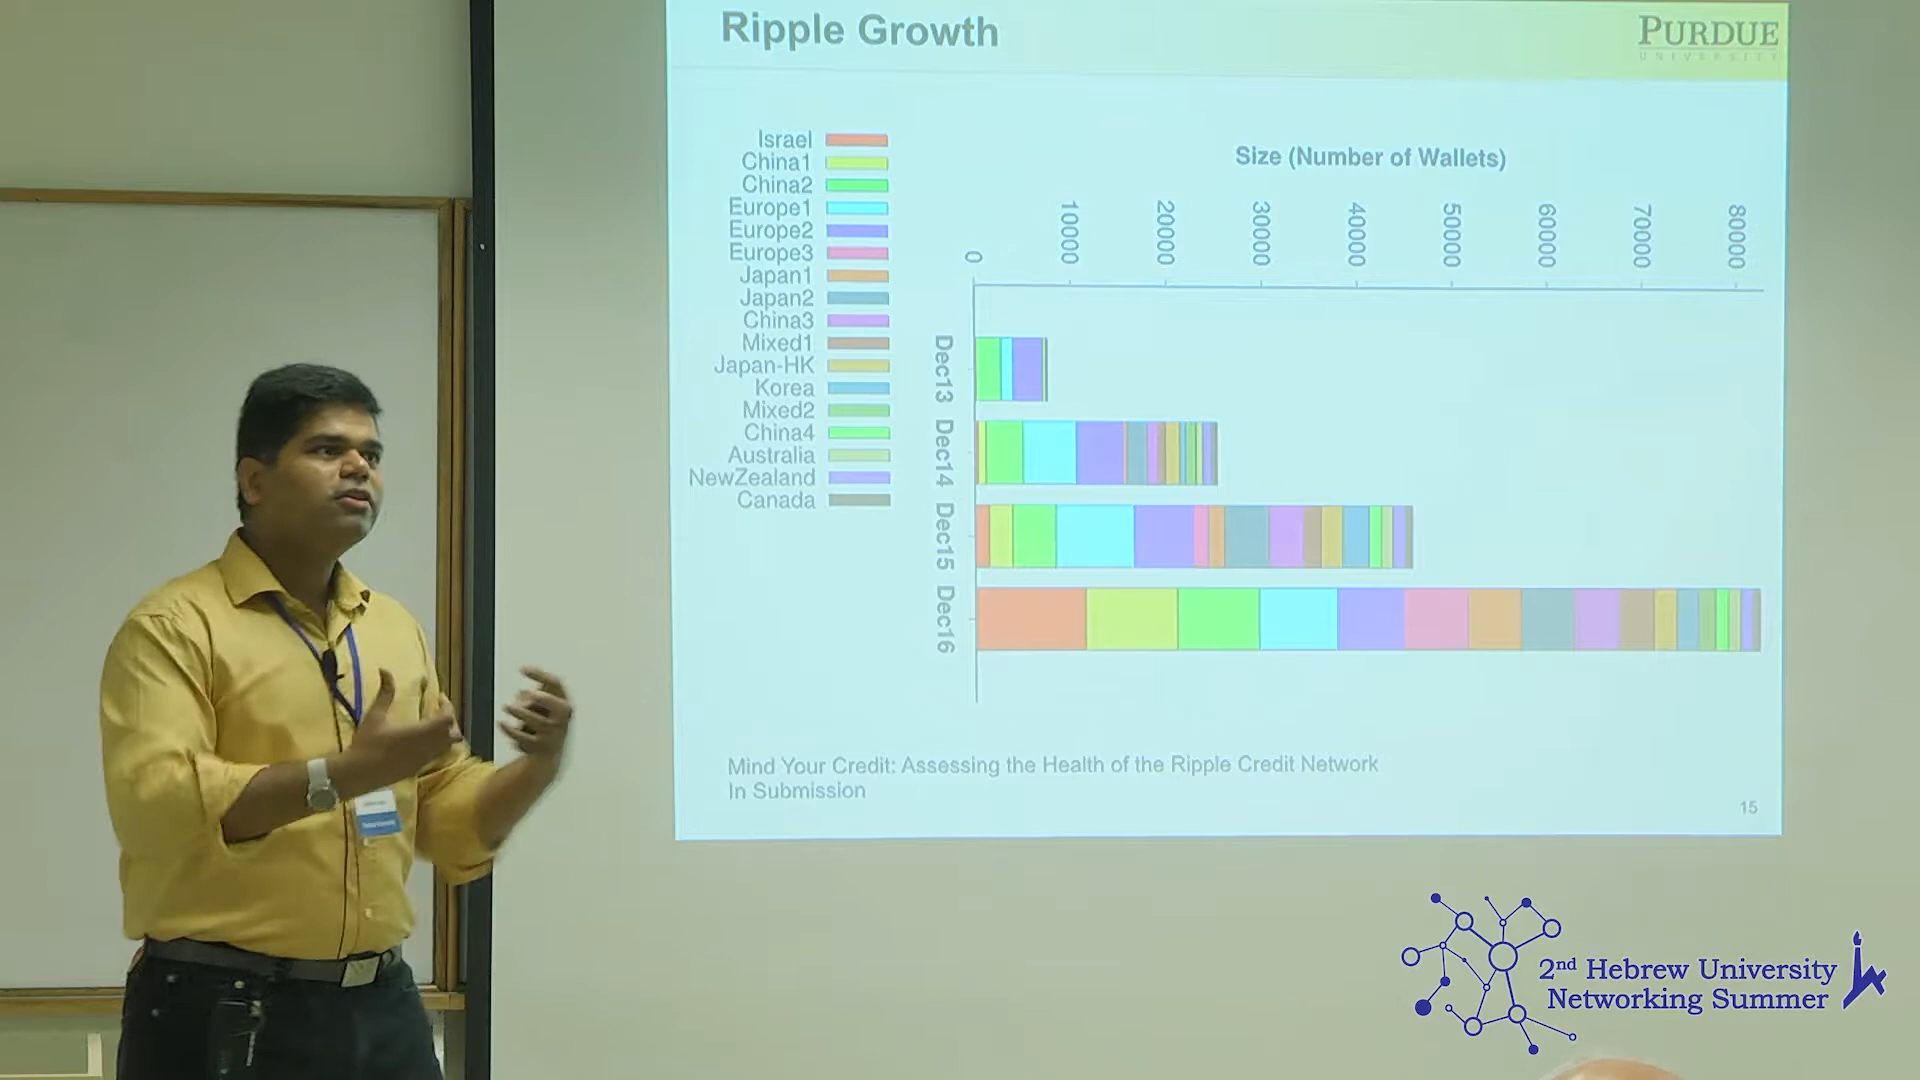 Ripple Growth
PURDUE
UNIVERSITY
Israel
China1
China2
Europe1
Europe2
Europe3
Japan1
Japan2
China3
Mixed1
Japan-HK
Korea
Mixed2
China4
Australia
NewZealand
Canada
Size (Number of Wallets)
0
10000
20000
30000
40000
50000
60000
70000
80000
Dec13
Dec14
Dec15
Dec16
Mind Your Credit: Assessing the Health of the Ripple Credit Network
In Submission
15
2nd Hebrew University
Networking Summer